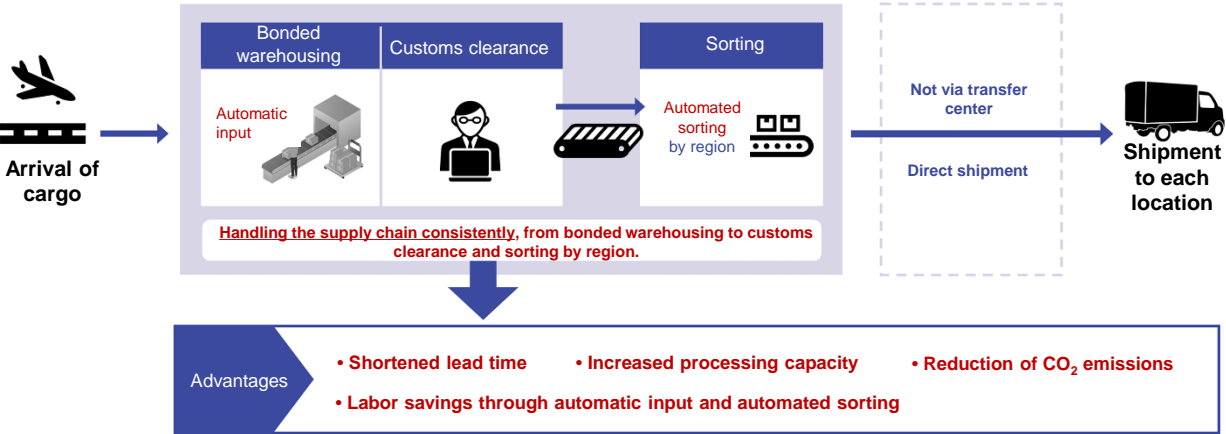 Bonded
warehousing
Customs clearance
Sorting
Arrival of
cargo
Automatic
input
Automated
sorting
by region
Not via transfer
center
Direct shipment
Shipment
to each
location
Handling the supply chain consistently, from bonded warehousing to customs
clearance and sorting by region.
Advantages
• Shortened lead time
• Increased processing capacity
• Reduction of CO₂ emissions
• Labor savings through automatic input and automated sorting